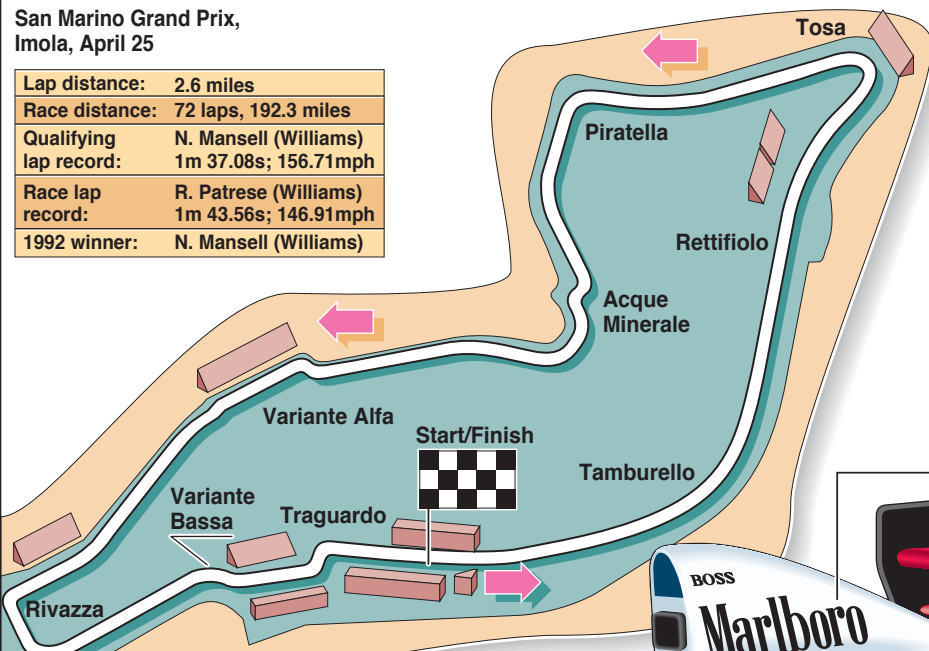 San Marino Grand Prix,
Imola, April 25
Lap distance: 2.6 miles
Race distance: 72 laps, 192.3 miles
Qualifying N. Mansell (Williams)
lap record: 1m 37.08s; 156.71mph
Race lap R. Patrese (Williams)
record: 1m 43.56s; 146.91mph
1992 winner: N. Mansell (Williams)
Tosa
Piratella
Rettifiolo
Acque
Minerale
Variante Alfa
Start/Finish
Tamburello
Variante
Bassa
Traguardo
Rivazza
BOSS
Marlboro